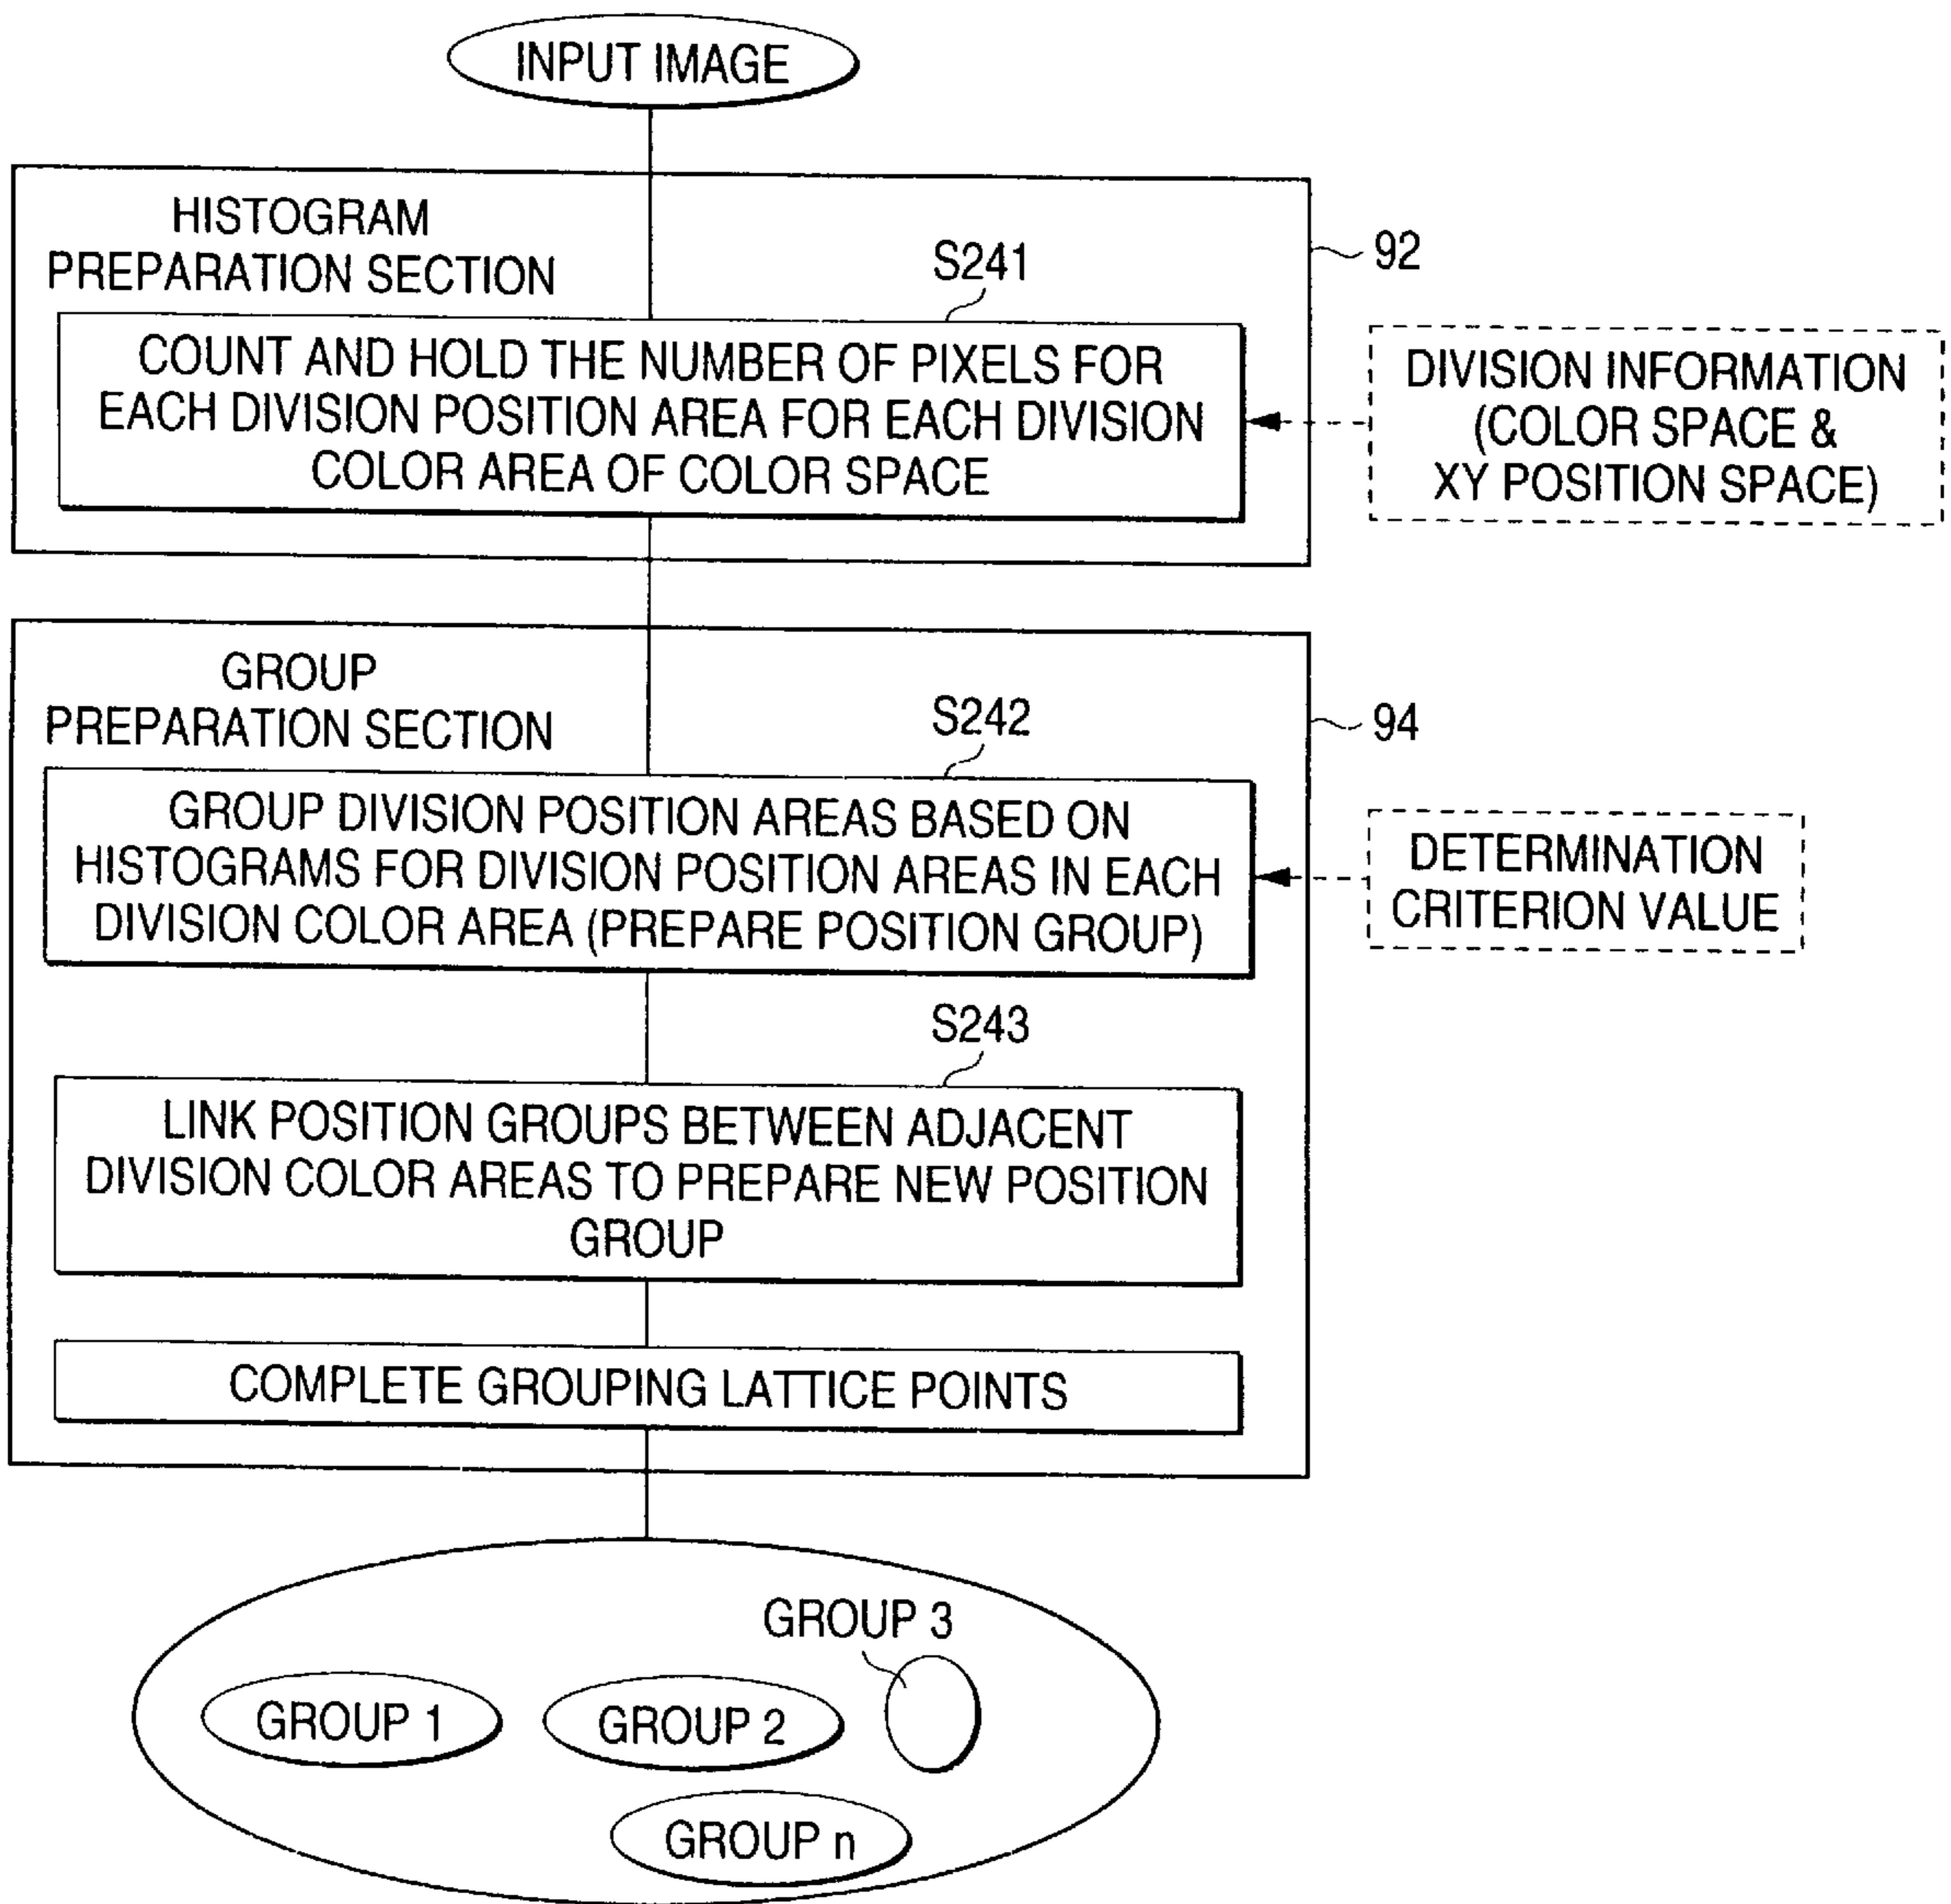 INPUT IMAGE
HISTOGRAM
PREPARATION SECTION
92
S241
COUNT AND HOLD THE NUMBER OF PIXELS FOR
EACH DIVISION POSITION AREA FOR EACH DIVISION
COLOR AREA OF COLOR SPACE
DIVISION INFORMATION
(COLOR SPACE &
XY POSITION SPACE)
GROUP
PREPARATION SECTION
94
S242
GROUP DIVISION POSITION AREAS BASED ON
HISTOGRAMS FOR DIVISION POSITION AREAS IN EACH
DIVISION COLOR AREA (PREPARE POSITION GROUP)
DETERMINATION
CRITERION VALUE
S243
LINK POSITION GROUPS BETWEEN ADJACENT
DIVISION COLOR AREAS TO PREPARE NEW POSITION
GROUP
COMPLETE GROUPING LATTICE POINTS
GROUP 3
GROUP 1
GROUP 2
GROUP n